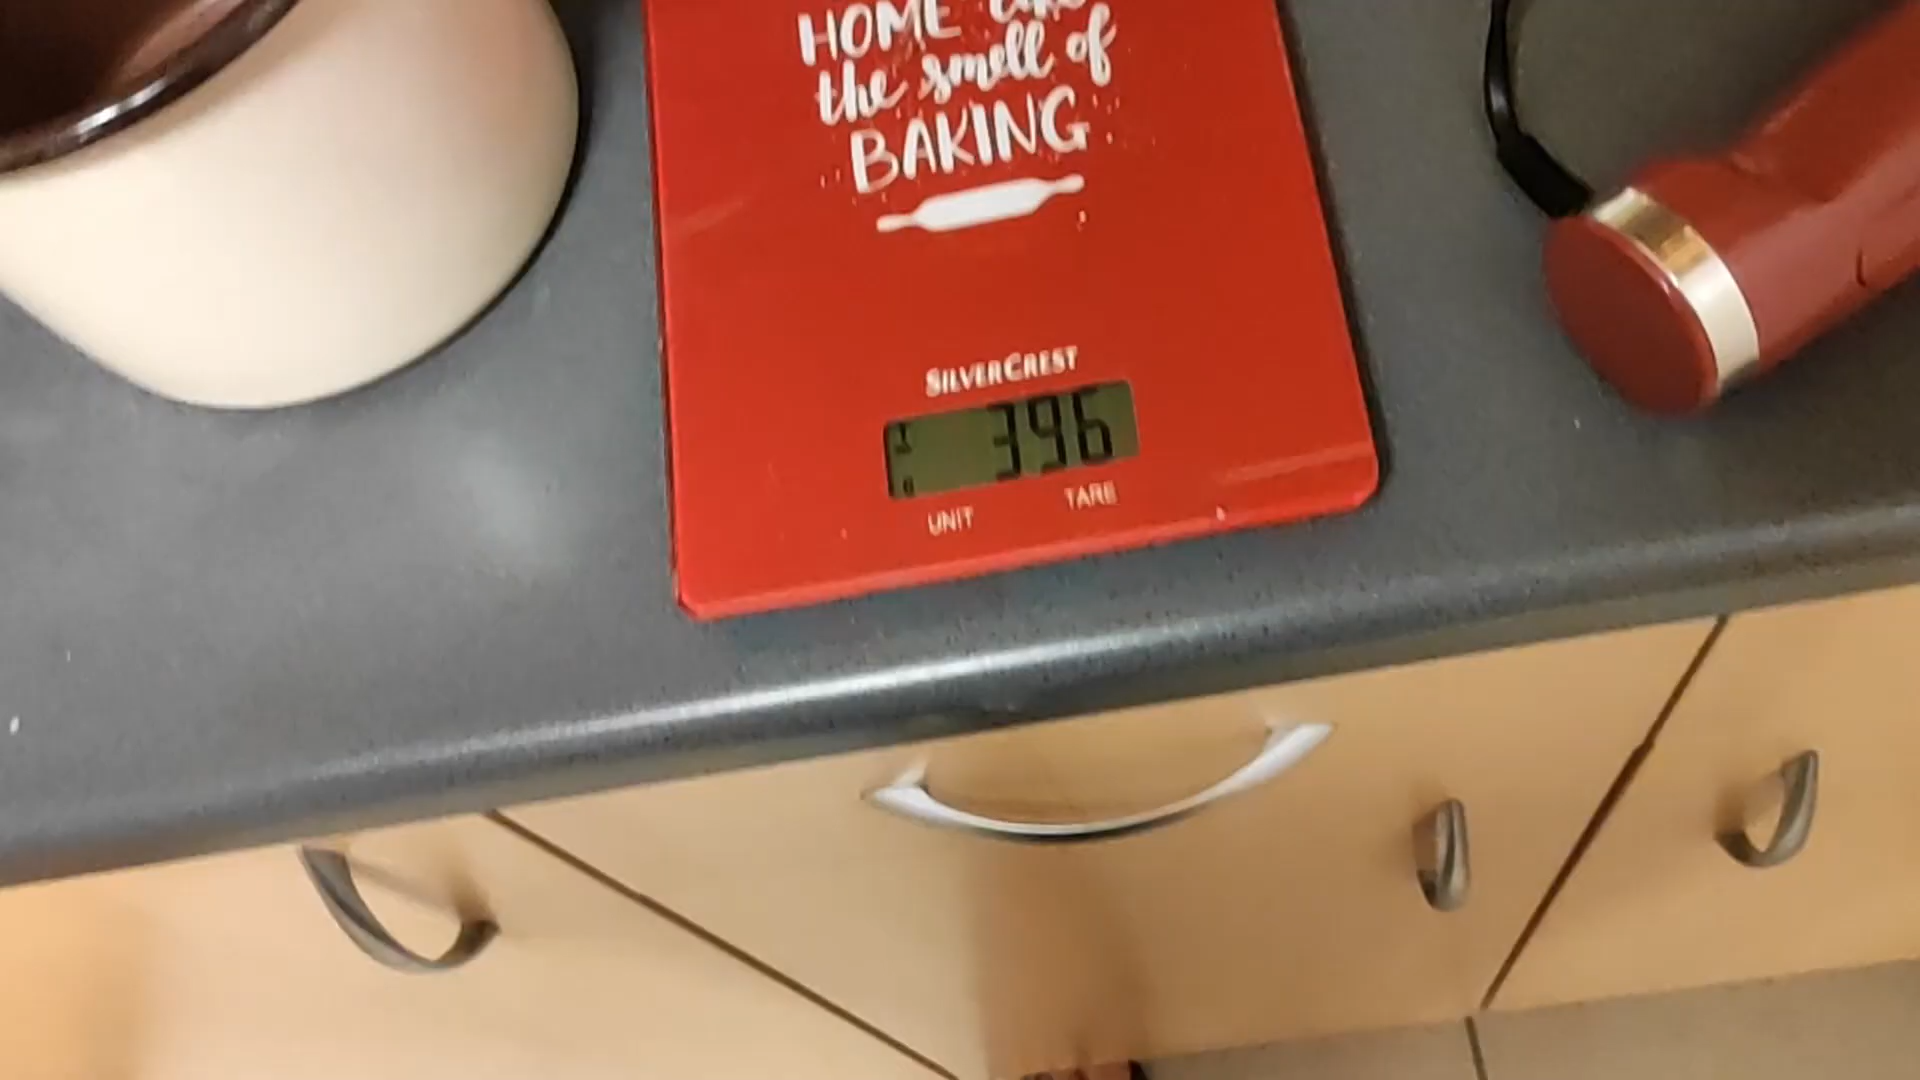 HOME
the smell of
BAKING
SILVERCREST
396
UNIT
TARE